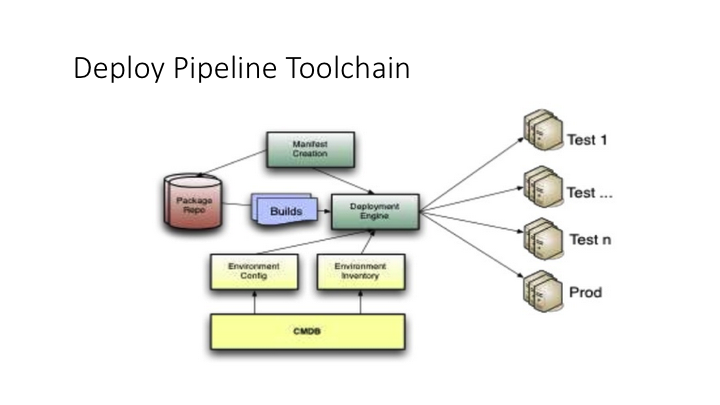 Deploy Pipeline Toolchain
Manifest
Creation
Test 1
Package
Repo
Builds
Deployment
Engine
Test ...
Test n
Environment
Config
Environment
Inventory
Prod
CMDB